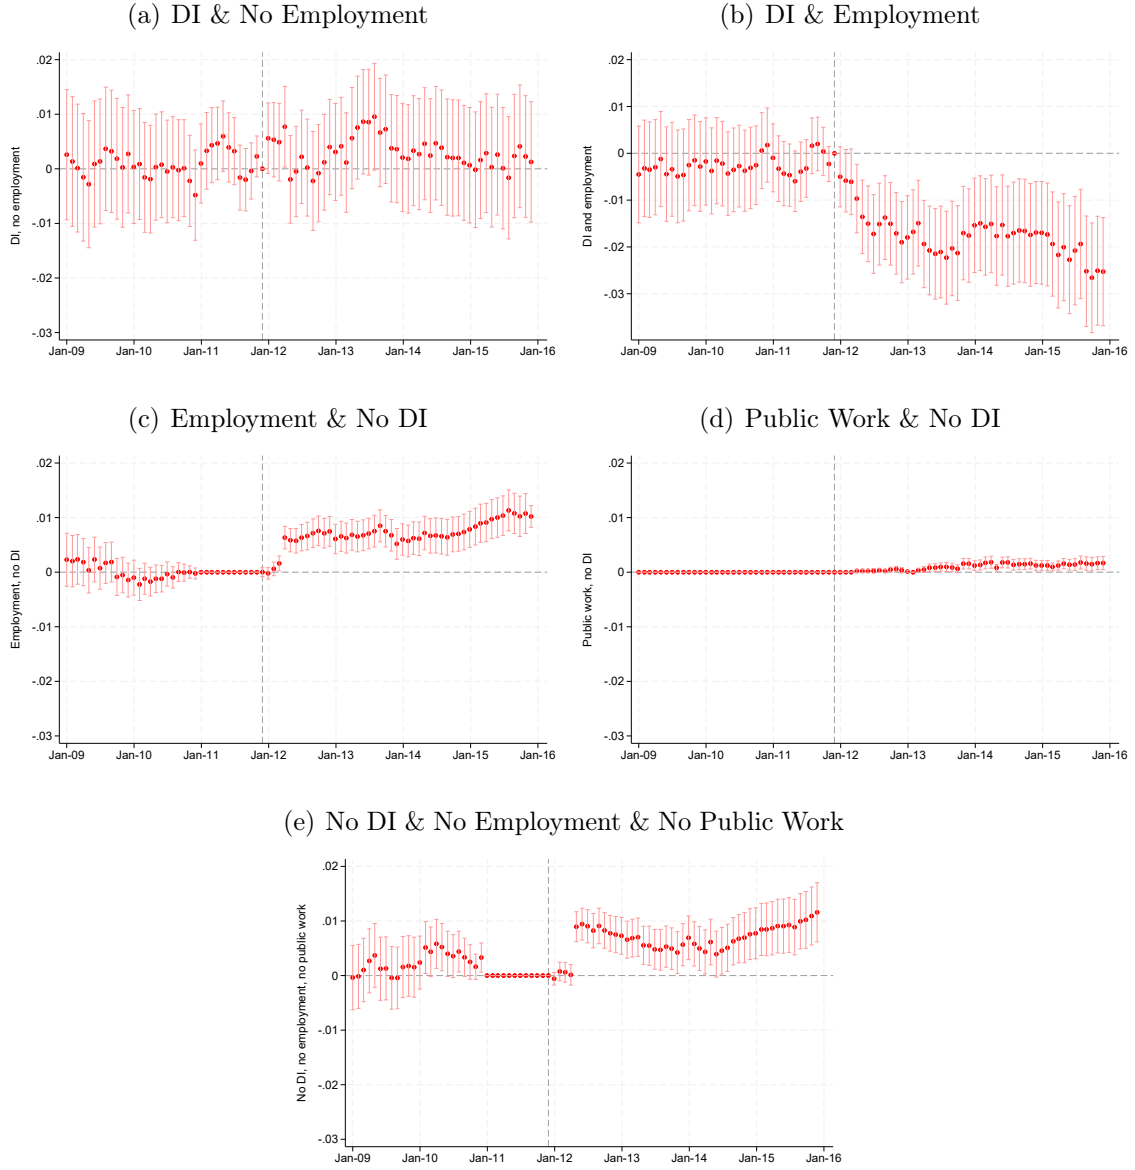 (a) DI & No Employment
.02
.01
0
-.01
-.02
-.03
DI, no employment
Jan-09 Jan-10 Jan-11 Jan-12 Jan-13 Jan-14 Jan-15 Jan-16
(b) DI & Employment
.02
.01
0
-.01
-.02
-.03
DI and employment
Jan-09 Jan-10 Jan-11 Jan-12 Jan-13 Jan-14 Jan-15 Jan-16
(c) Employment & No DI
.02
.01
0
-.01
-.02
-.03
Employment, no DI
Jan-09 Jan-10 Jan-11 Jan-12 Jan-13 Jan-14 Jan-15 Jan-16
(d) Public Work & No DI
.02
.01
0
-.01
-.02
-.03
Public work, no DI
Jan-09 Jan-10 Jan-11 Jan-12 Jan-13 Jan-14 Jan-15 Jan-16
(e) No DI & No Employment & No Public Work
.02
.01
0
-.01
-.02
-.03
No DI, no employment, no public work
Jan-09 Jan-10 Jan-11 Jan-12 Jan-13 Jan-14 Jan-15 Jan-16